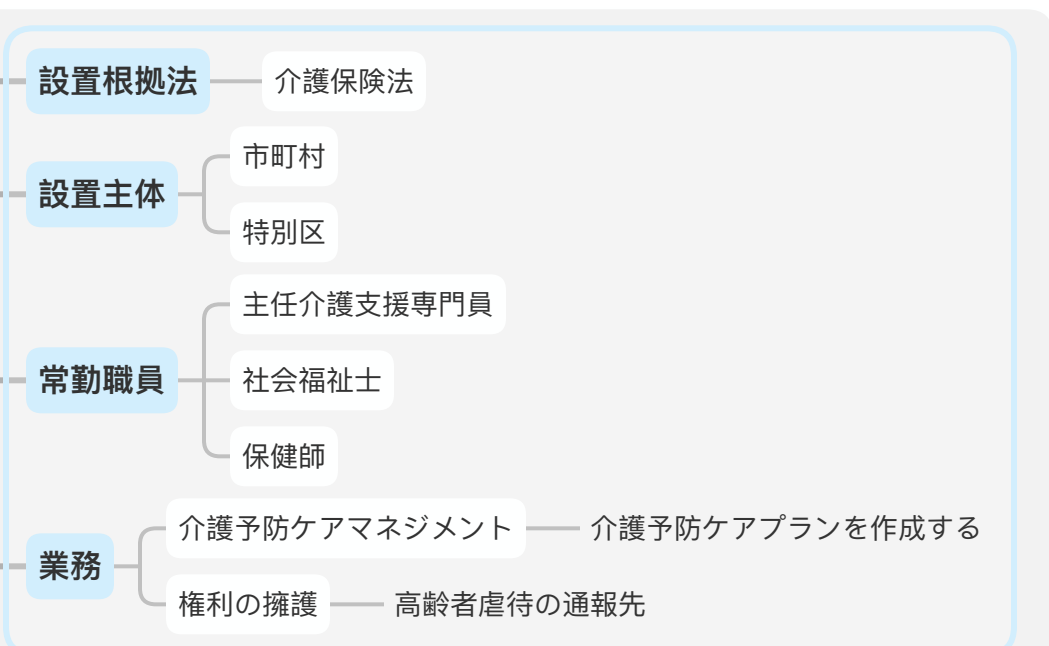 設置根拠法
介護保険法
設置主体
市町村
特別区
常勤職員
主任介護支援専門員
社会福祉士
保健師
業務
介護予防ケアマネジメント
介護予防ケアプランを作成する
権利の擁護
高齢者虐待の通報先